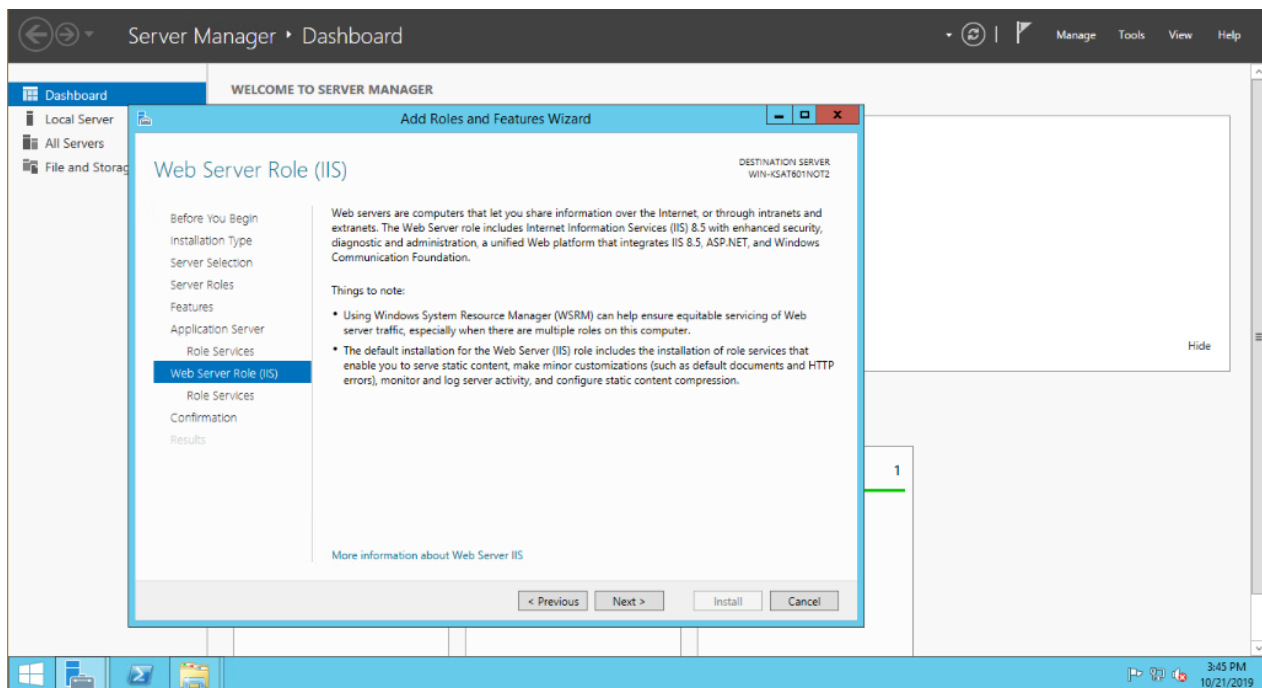 Server Manager • Dashboard
Manage Tools View Help
Dashboard
Local Server
All Servers
File and Storag
WELCOME TO SERVER MANAGER
Add Roles and Features Wizard
Web Server Role (IIS)
DESTINATION SERVER
WIN-KSAT601NOT2
Before You Begin
Installation Type
Server Selection
Server Roles
Features
Application Server
Role Services
Web Server Role (IIS)
Role Services
Confirmation
Results
Web servers are computers that let you share information over the Internet, or through intranets and
extranets. The Web Server role includes Internet Information Services (IIS) 8.5 with enhanced security,
diagnostic and administration, a unified Web platform that integrates IIS 8.5, ASP.NET, and Windows
Communication Foundation.
Things to note:
• Using Windows System Resource Manager (WSRM) can help ensure equitable servicing of Web
server traffic, especially when there are multiple roles on this computer.
• The default installation for the Web Server (IIS) role includes the installation of role services that
enable you to serve static content, make minor customizations (such as default documents and HTTP
errors), monitor and log server activity, and configure static content compression.
More information about Web Server IIS
< Previous Next > Install Cancel
Hide
1
3:45 PM
10/21/2019